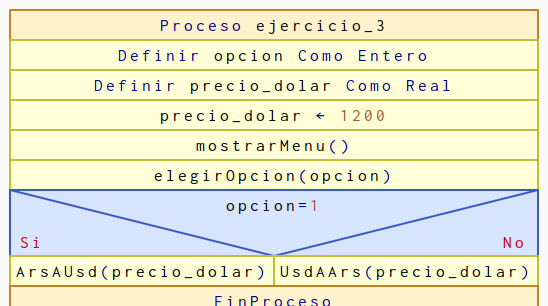 Proceso ejercicio_3
Definir opcion Como Entero
Definir precio_dolar Como Real
precio_dolar ← 1200
mostrarMenu()
elegirOpcion(opcion)
opcion=1
Si No
ArsAUsd(precio_dolar) UsdAArs(precio_dolar)
FinProceso